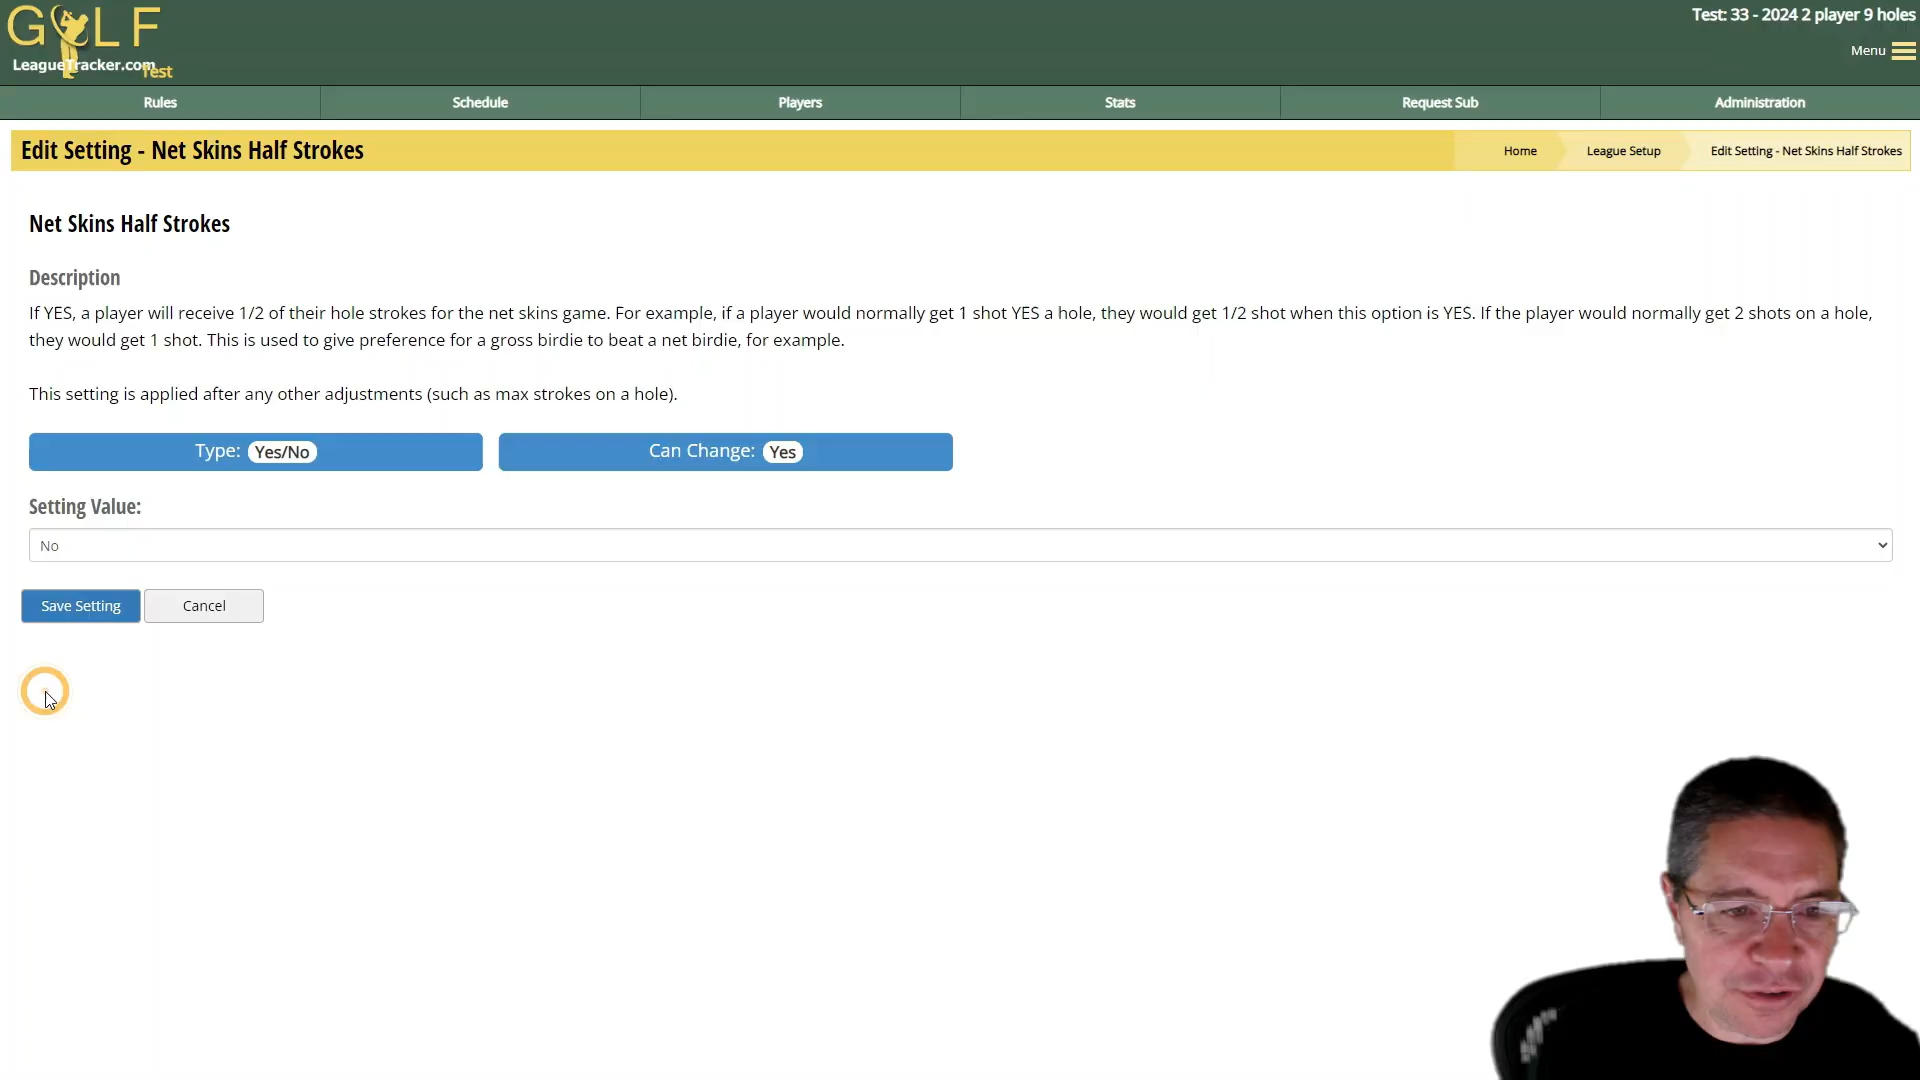 GOLF
LeagueTracker.com
Test
Test: 33 - 2024 2 player 9 holes
Menu
Rules
Schedule
Players
Stats
Request Sub
Administration
Edit Setting - Net Skins Half Strokes
Home
League Setup
Edit Setting - Net Skins Half Strokes
Net Skins Half Strokes
Description
If YES, a player will receive 1/2 of their hole strokes for the net skins game. For example, if a player would normally get 1 shot YES a hole, they would get 1/2 shot when this option is YES. If the player would normally get 2 shots on a hole,
they would get 1 shot. This is used to give preference for a gross birdie to beat a net birdie, for example.
This setting is applied after any other adjustments (such as max strokes on a hole).
Type: Yes/No
Can Change: Yes
Setting Value:
No
Save Setting
Cancel